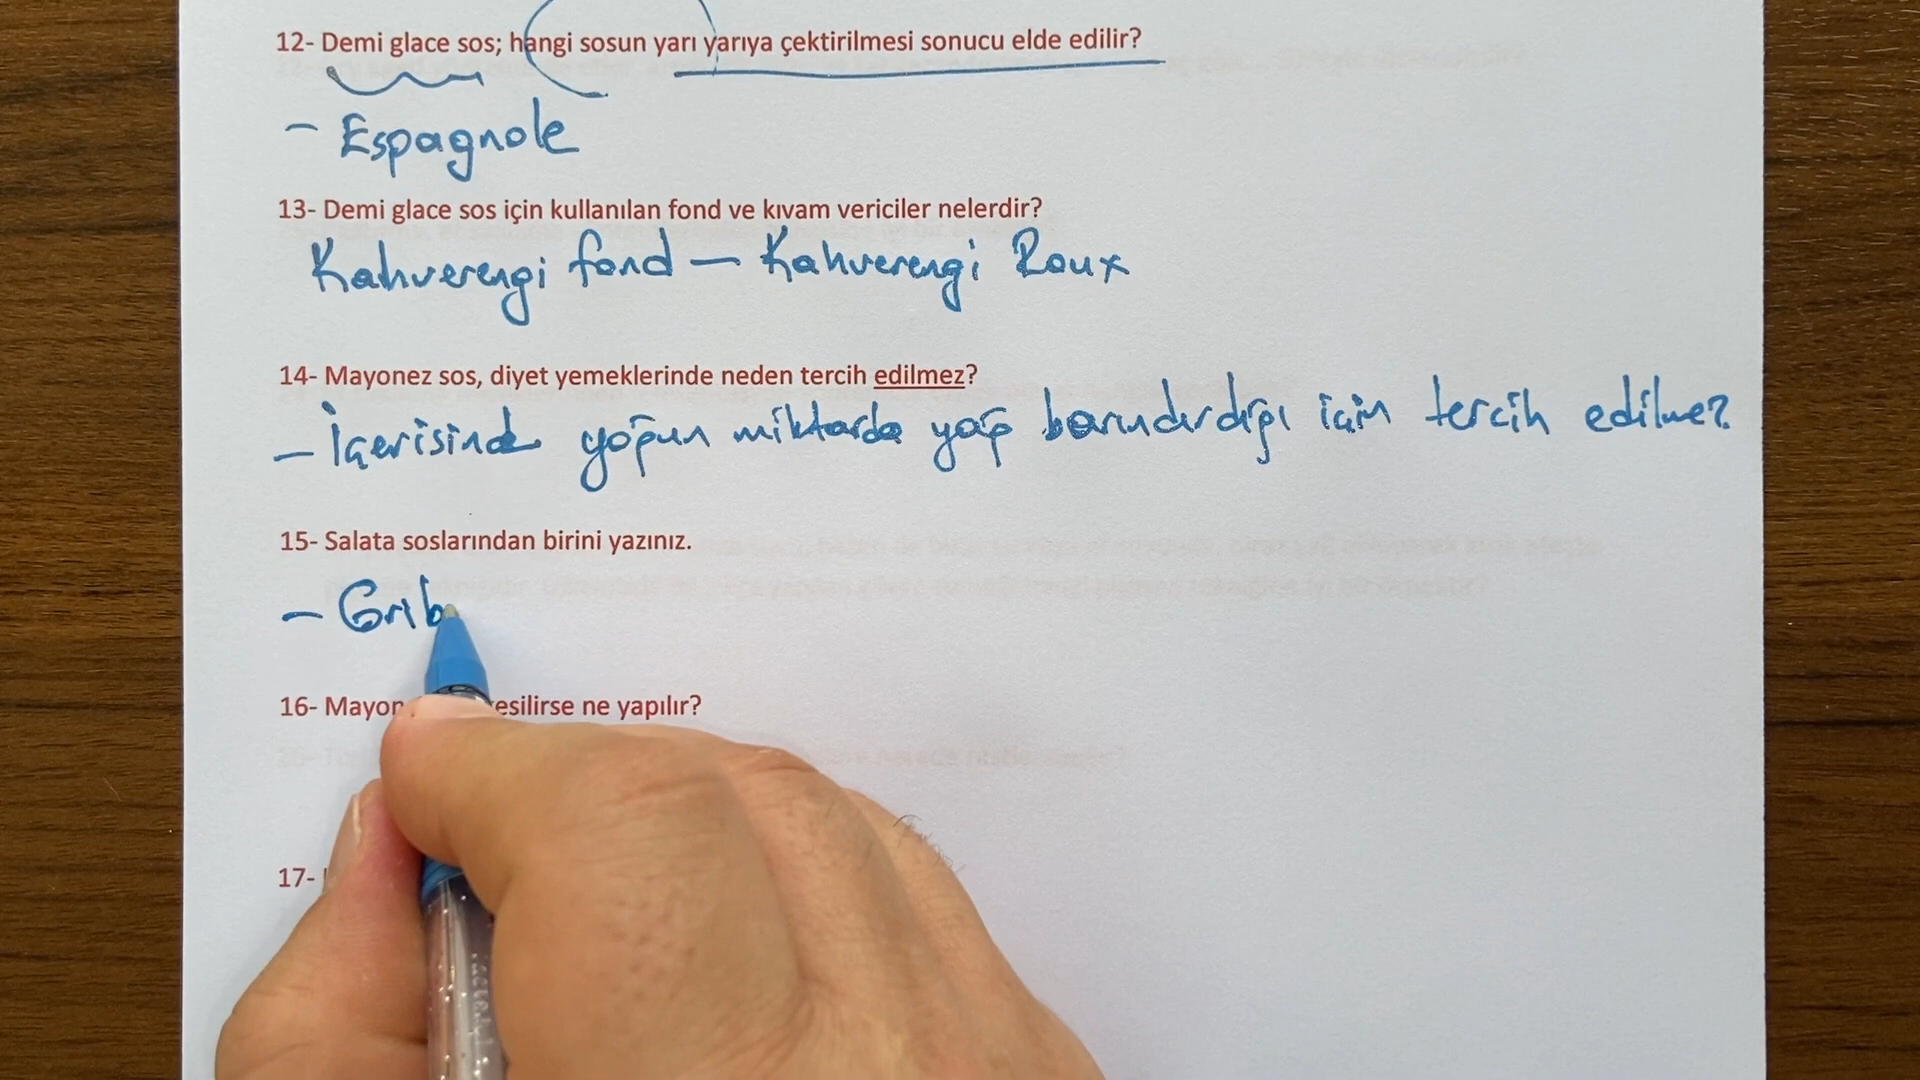 12- Demi glace sos; hangi sosun yarı yarıya çektirilmesi sonucu elde edilir?
- Espagnole
13- Demi glace sos için kullanılan fond ve kıvam vericiler nelerdir?
Kahverengi fond - Kahverengi Roux
14- Mayonez sos, diyet yemeklerinde neden tercih edilmez?
- İçerisinde yoğun miktarda yağ barındırdığı için tercih edilmez
15- Salata soslarından birini yazınız.
- Grib
16- Mayon esilirse ne yapılır?
17-